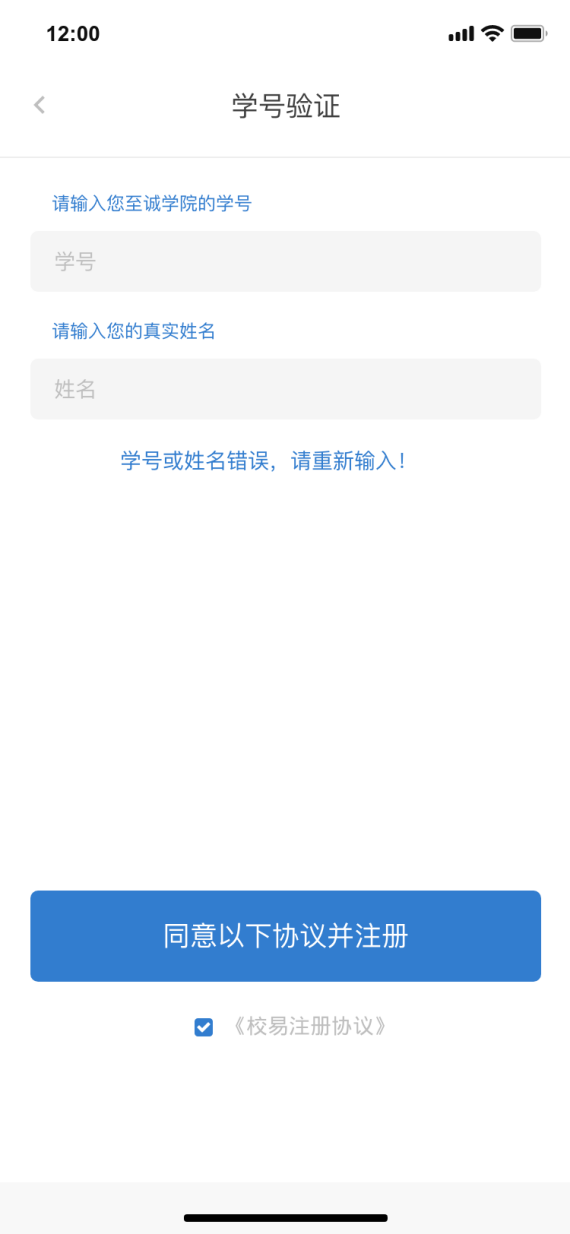 12:00
学号验证
请输入您至诚学院的学号
学号
请输入您的真实姓名
姓名
学号或姓名错误，请重新输入！
同意以下协议并注册
《校易注册协议》